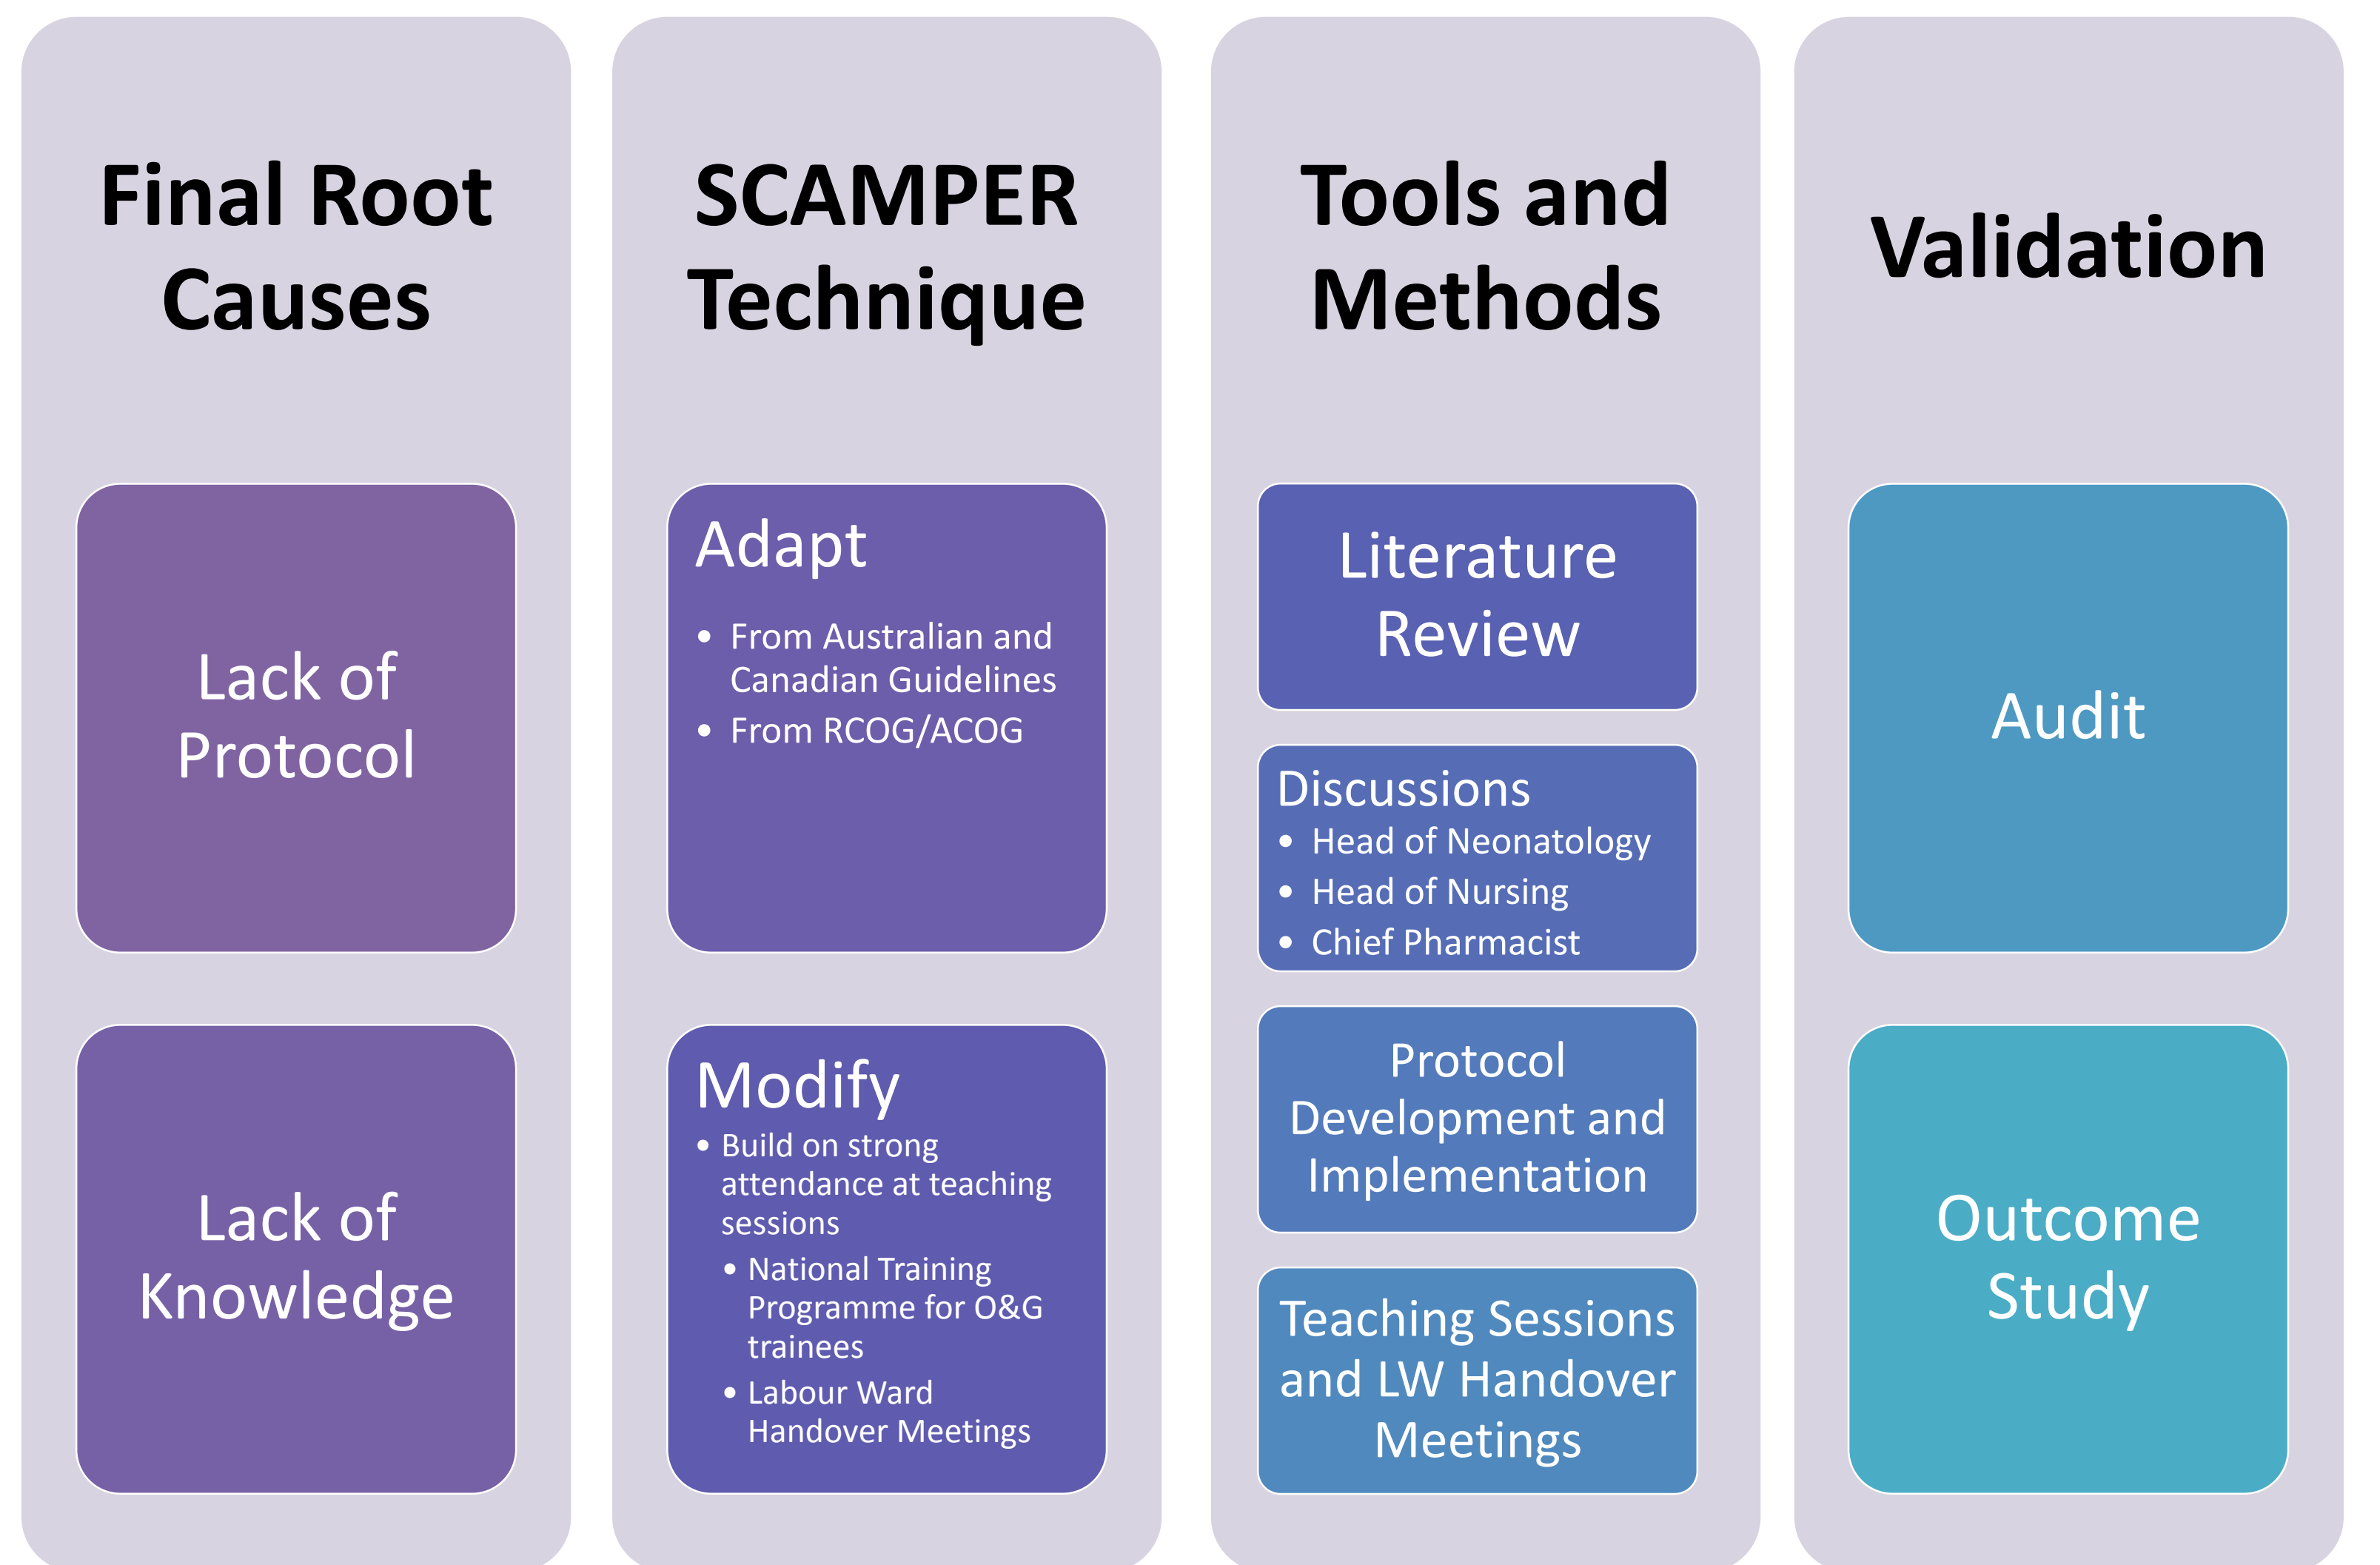 Final Root
Causes
Lack of
Protocol
Lack of
Knowledge
SCAMPER
Technique
Adapt
• From Australian and
Canadian Guidelines
• From RCOG/ACOG
Modify
• Build on strong
attendance at teaching
sessions
• National Training
Programme for O&G
trainees
• Labour Ward
Handover Meetings
Tools and
Methods
Literature
Review
Discussions
• Head of Neonatology
• Head of Nursing
• Chief Pharmacist
Protocol
Development and
Implementation
Teaching Sessions
and LW Handover
Meetings
Validation
Audit
Outcome
Study